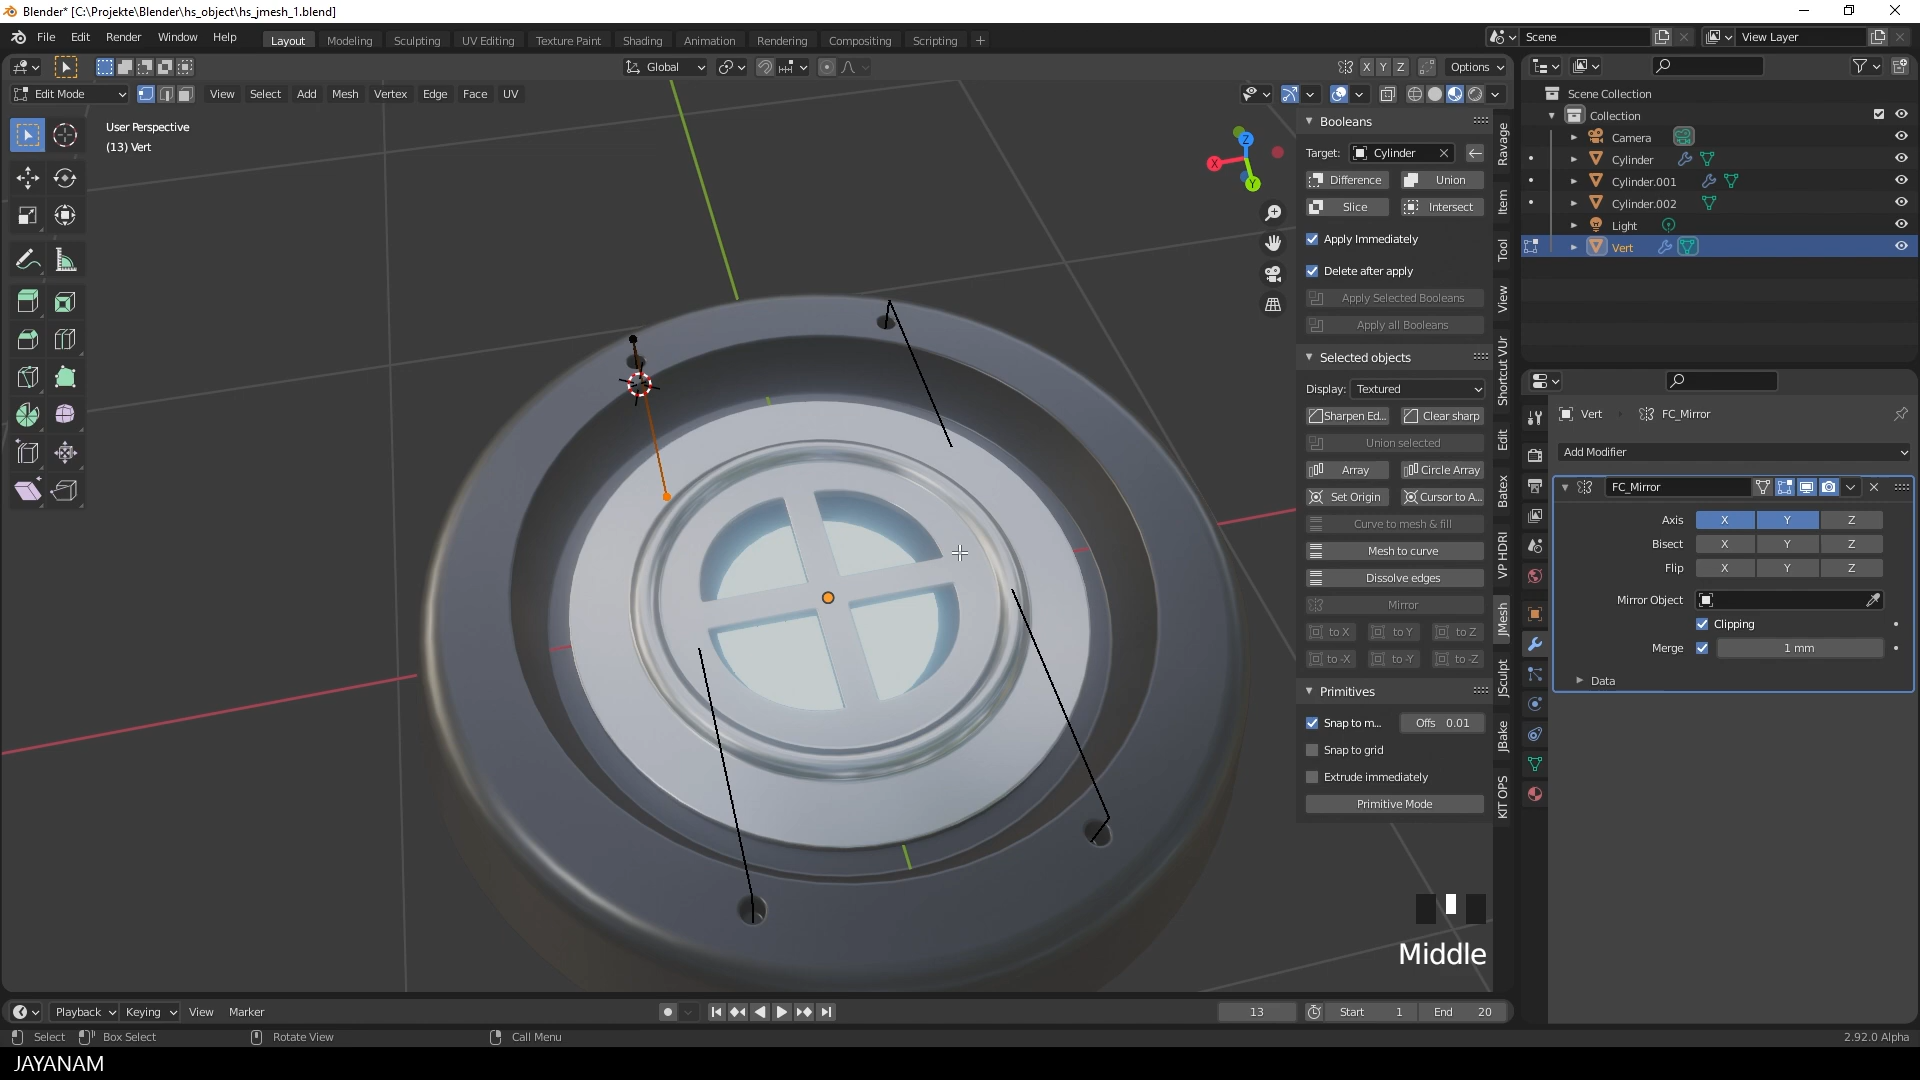 Blender* [C:\Projekte\Blender\hs_object\hs_jmesh_1.blend]
File Edit Render Window Help
Layout Modeling Sculpting UV Editing Texture Paint Shading Animation Rendering Compositing Scripting +
Scene
View Layer
Global
X Y Z
Options
Edit Mode
View Select Add Mesh Vertex Edge Face UV
User Perspective
(13) Vert
Z
X
Y
Booleans
Target: Cylinder
Difference Union
Slice Intersect
Apply Immediately
Delete after apply
Apply Selected Booleans
Apply all Booleans
Selected objects
Display: Textured
Sharpen Ed... Clear sharp
Union selected
Array Circle Array
Set Origin Cursor to A...
Curve to mesh & fill
Mesh to curve
Dissolve edges
Mirror
to X to Y to Z
to -X to -Y to -Z
Primitives
Snap to m... Offs 0.01
Snap to grid
Extrude immediately
Primitive Mode
Ravage
Item
Tool
View
Shortcut VUr
Edit
Batex
VP HDRI
JMesh
JSculpt
JBake
KIT OPS
Scene Collection
Collection
Camera
Cylinder
Cylinder.001
Cylinder.002
Light
Vert
Vert FC_Mirror
Add Modifier
FC_Mirror
Axis X Y Z
Bisect X Y Z
Flip X Y Z
Mirror Object
Clipping
Merge 1 mm
Data
Middle
Playback Keying View Marker
13
Start 1
End 20
Select Box Select Rotate View Call Menu
2.92.0 Alpha
JAYANAM